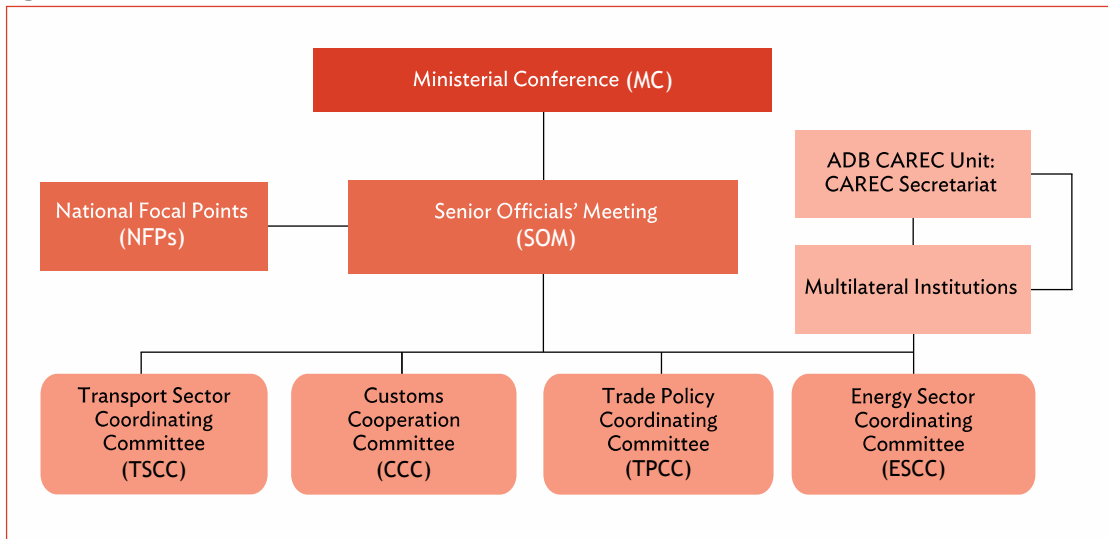 Ministerial Conference (MC)
ADB CAREC Unit:
CAREC Secretariat
National Focal Points
(NFPs)
Senior Officials’ Meeting
(SOM)
Multilateral Institutions
Transport Sector
Coordinating
Committee
(TSCC)
Customs
Cooperation
Committee
(CCC)
Trade Policy
Coordinating
Committee
(TPCC)
Energy Sector
Coordinating
Committee
(ESCC)